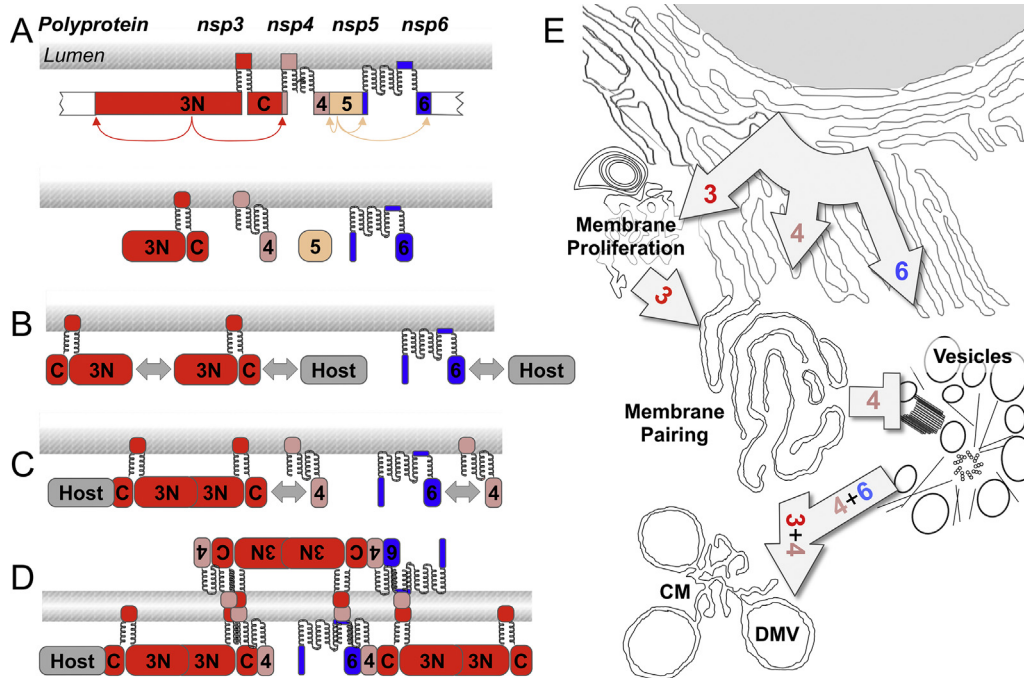 A
Polyprotein nsp3 nsp4 nsp5 nsp6
Lumen
3N C 4 5 6
3N C 4 5 6
B
C 3N 3N C Host 6 Host
C
Host C 3N 3N C 4 6 4
D
4 C 3N 3N C 4 6
Host C 3N 3N C 4 6 4 C 3N 3N C
E
3
4
6
Membrane
Proliferation
3
Vesicles
4
Membrane
Pairing
4+6
3+4
CM
DMV